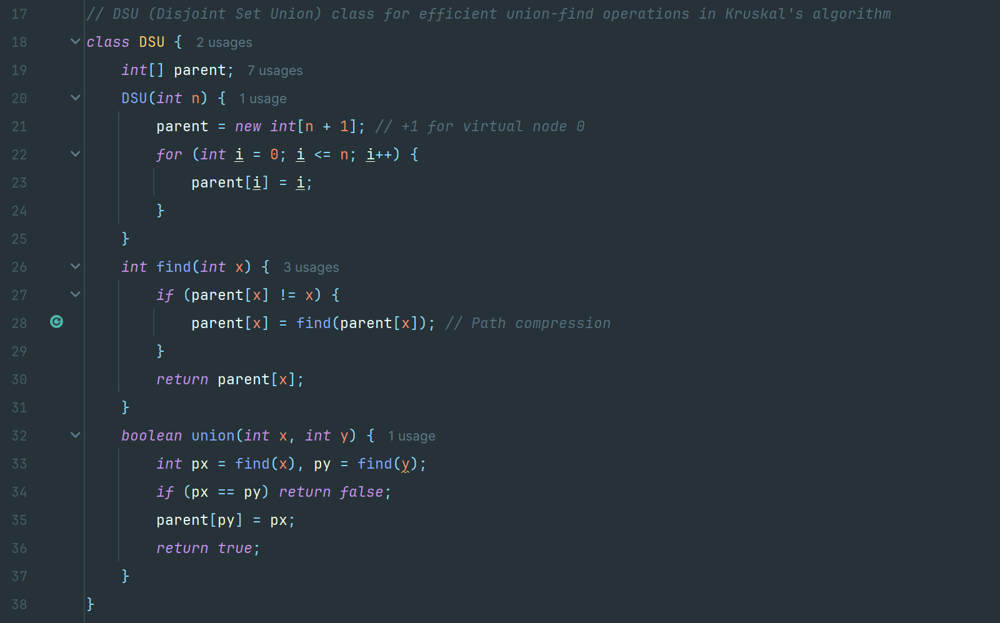 17 // DSU (Disjoint Set Union) class for efficient union-find operations in Kruskal's algorithm
18 class DSU { 2 usages
19     int[] parent; 7 usages
20     DSU(int n) { 1 usage
21         parent = new int[n + 1]; // +1 for virtual node 0
22         for (int i = 0; i <= n; i++) {
23             parent[i] = i;
24         }
25     }
26     int find(int x) { 3 usages
27         if (parent[x] != x) {
28             parent[x] = find(parent[x]); // Path compression
29         }
30         return parent[x];
31     }
32     boolean union(int x, int y) { 1 usage
33         int px = find(x), py = find(y);
34         if (px == py) return false;
35         parent[py] = px;
36         return true;
37     }
38 }